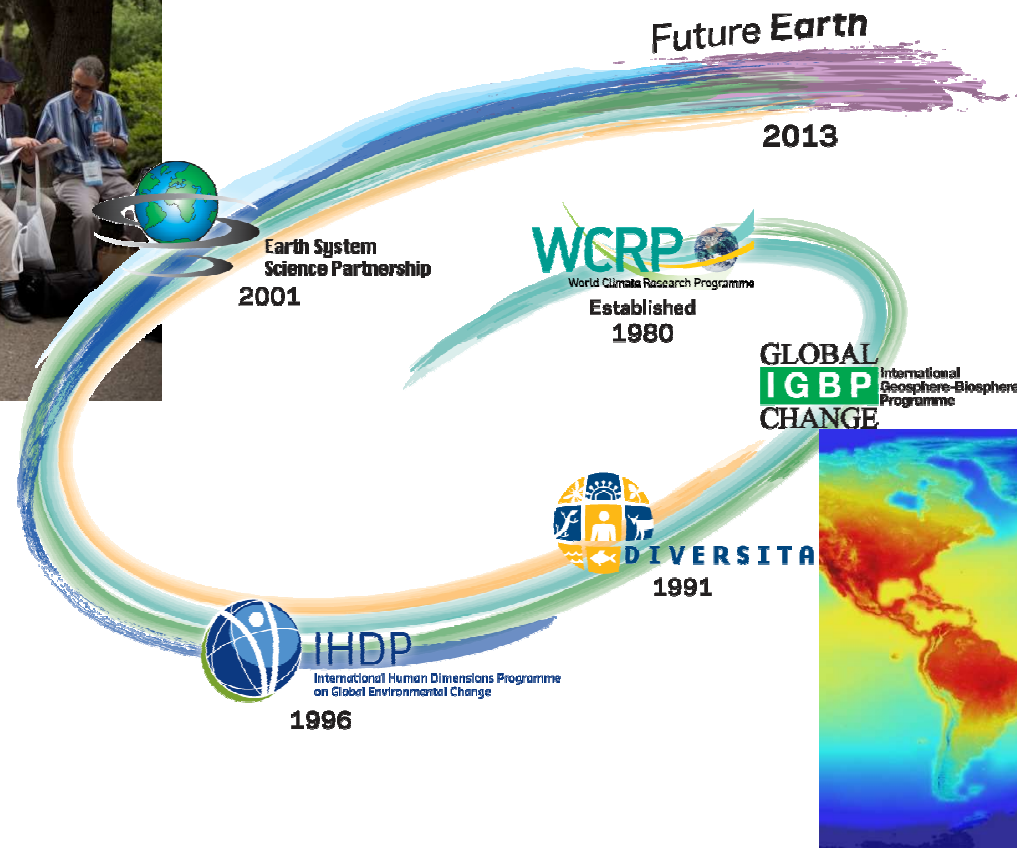 Future Earth
2013
Earth System
Science Partnership
2001
WCRP
World Climate Research Programme
Established
1980
GLOBAL
IGBP
CHANGE
International
Geosphere-Biosphere
Programme
DIVERSITA
1991
IHDP
International Human Dimensions Programme
on Global Environmental Change
1996